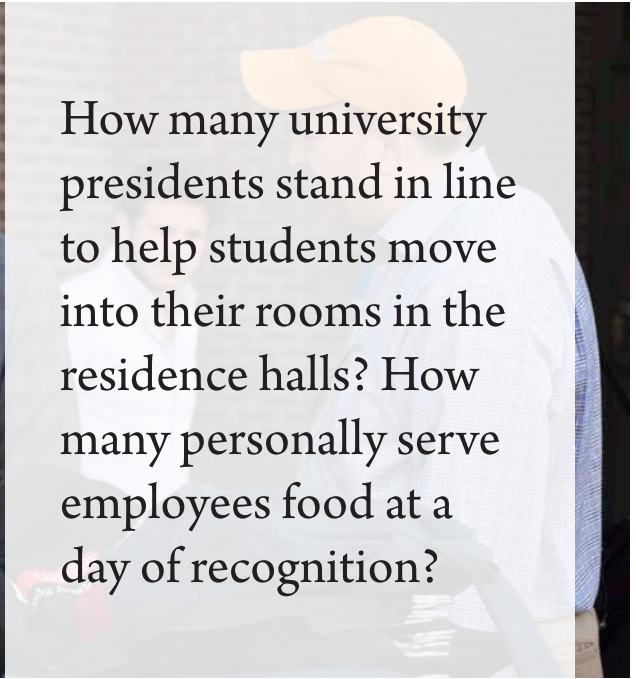 How many university
presidents stand in line
to help students move
into their rooms in the
residence halls? How
many personally serve
employees food at a
day of recognition?